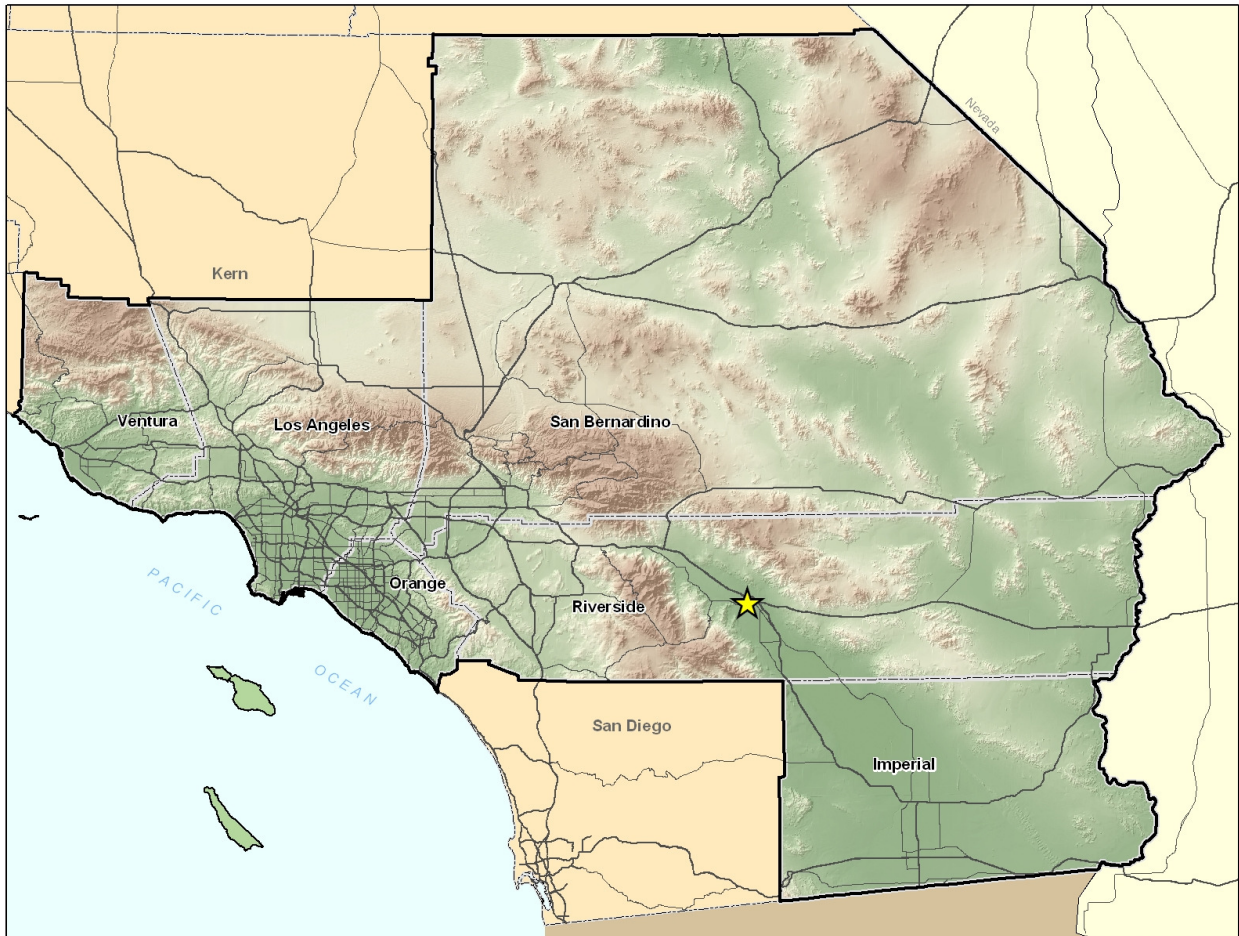 Nevada
Kern
Ventura
Los Angeles
San Bernardino
PACIFIC
OCEAN
Orange
Riverside
San Diego
Imperial